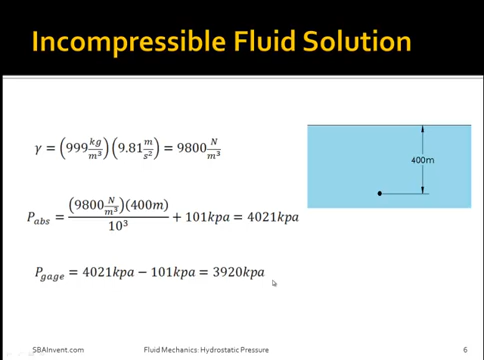 Incompressible Fluid Solution
γ = (999 kg/m³)(9.81 m/s²) = 9800 N/m³
400m
P_abs = (9800 N/m³)(400m)/10³ + 101kpa = 4021kpa
P_gage = 4021kpa − 101kpa = 3920kpa
SBAInvent.com Fluid Mechanics: Hydrostatic Pressure 6